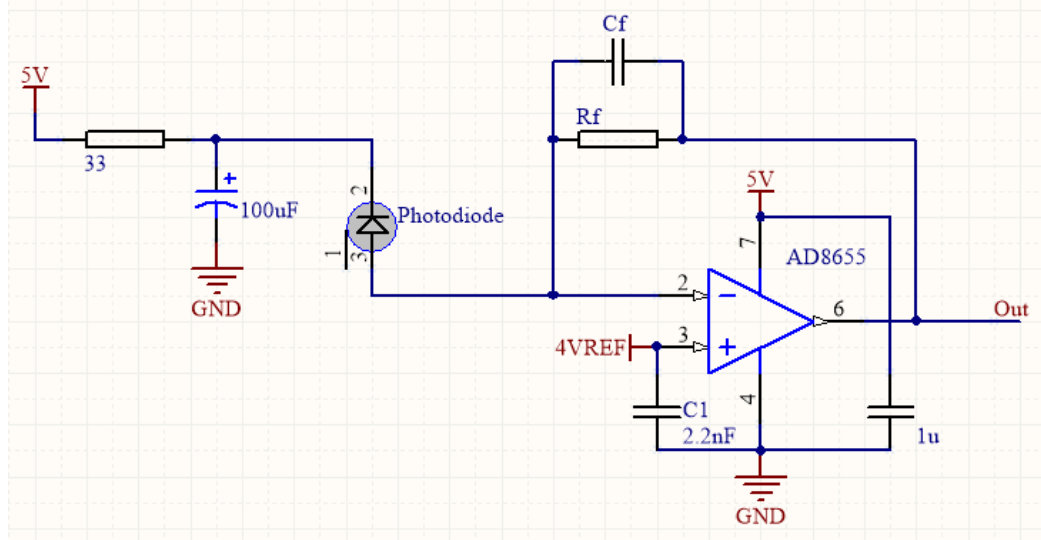 Cf
5V
Rf
33
5V
2
Photodiode
+
100uF
1
3
7
AD8655
GND
2
−
6
Out
4VREF
3
+
4
C1
2.2nF
1u
GND